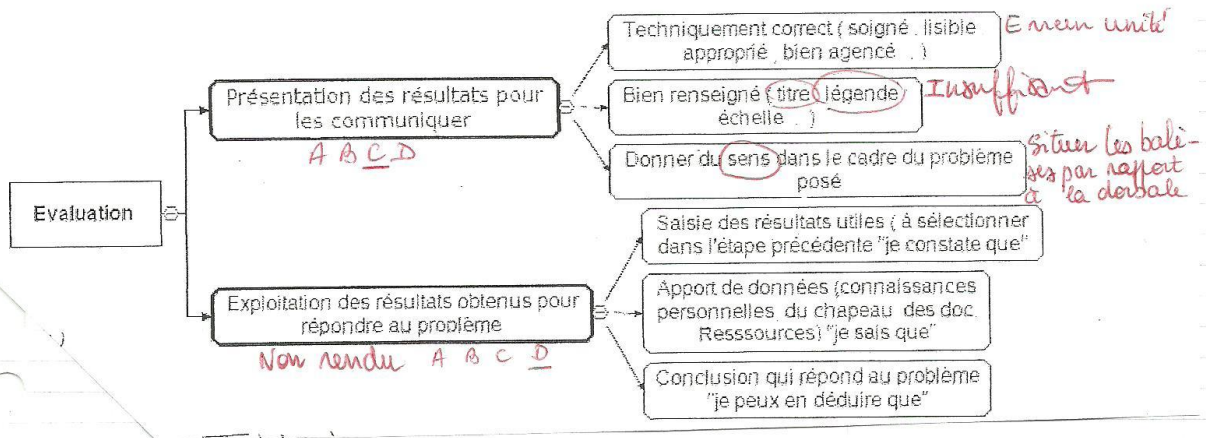 Evaluation
Présentation des résultats pour
les communiquer
A B C D
Techniquement correct ( soigné . lisible
approprié , bien agencé . . )
Bien renseigné ( titre légende
échelle . . )
Insuffisant
Donner du sens dans le cadre du problème
posé
Situer les bali-
ses par rapport
à la dorsale
Exploitation des résultats obtenus pour
répondre au problème
Non rendu A B C D
Saisie des résultats utiles ( à sélectionner
dans l'étape précédente "je constate que"
Apport de données (connaissances
personnelles, du chapeau des doc.
Resssources) "je sais que"
Conclusion qui répond au problème
"je peux en déduire que"